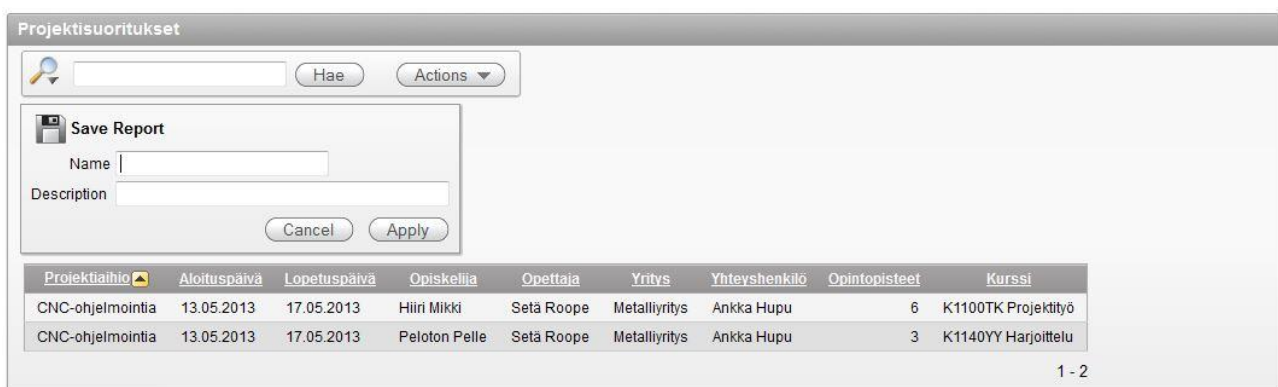 Projektisuoritukset
Hae Actions
Save Report
Name
Description
Cancel Apply
Projektiaihio Aloituspäivä Lopetuspäivä Opiskelija Opettaja Yritys Yhteyshenkilö Opintopisteet Kurssi
CNC-ohjelmointia 13.05.2013 17.05.2013 Hiiri Mikki Setä Roope Metalliyritys Ankka Hupu 6 K1100TK Projektityö
CNC-ohjelmointia 13.05.2013 17.05.2013 Peloton Pelle Setä Roope Metalliyritys Ankka Hupu 3 K1140YY Harjoittelu
1 - 2